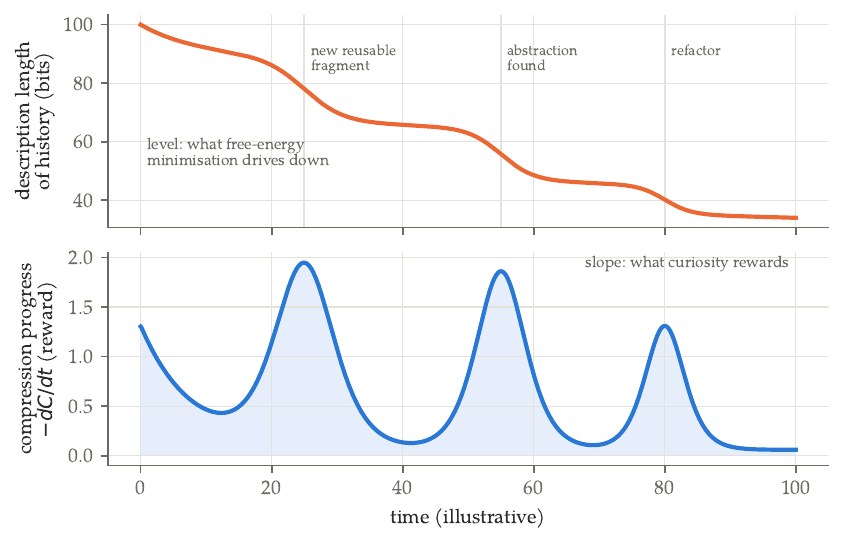 description length
of history (bits)
100
80
60
40
new reusable
fragment
abstraction
found
refactor
level: what free-energy
minimisation drives down
compression progress
−dC/dt (reward)
2.0
1.5
1.0
0.5
0.0
slope: what curiosity rewards
0
20
40
60
80
100
time (illustrative)